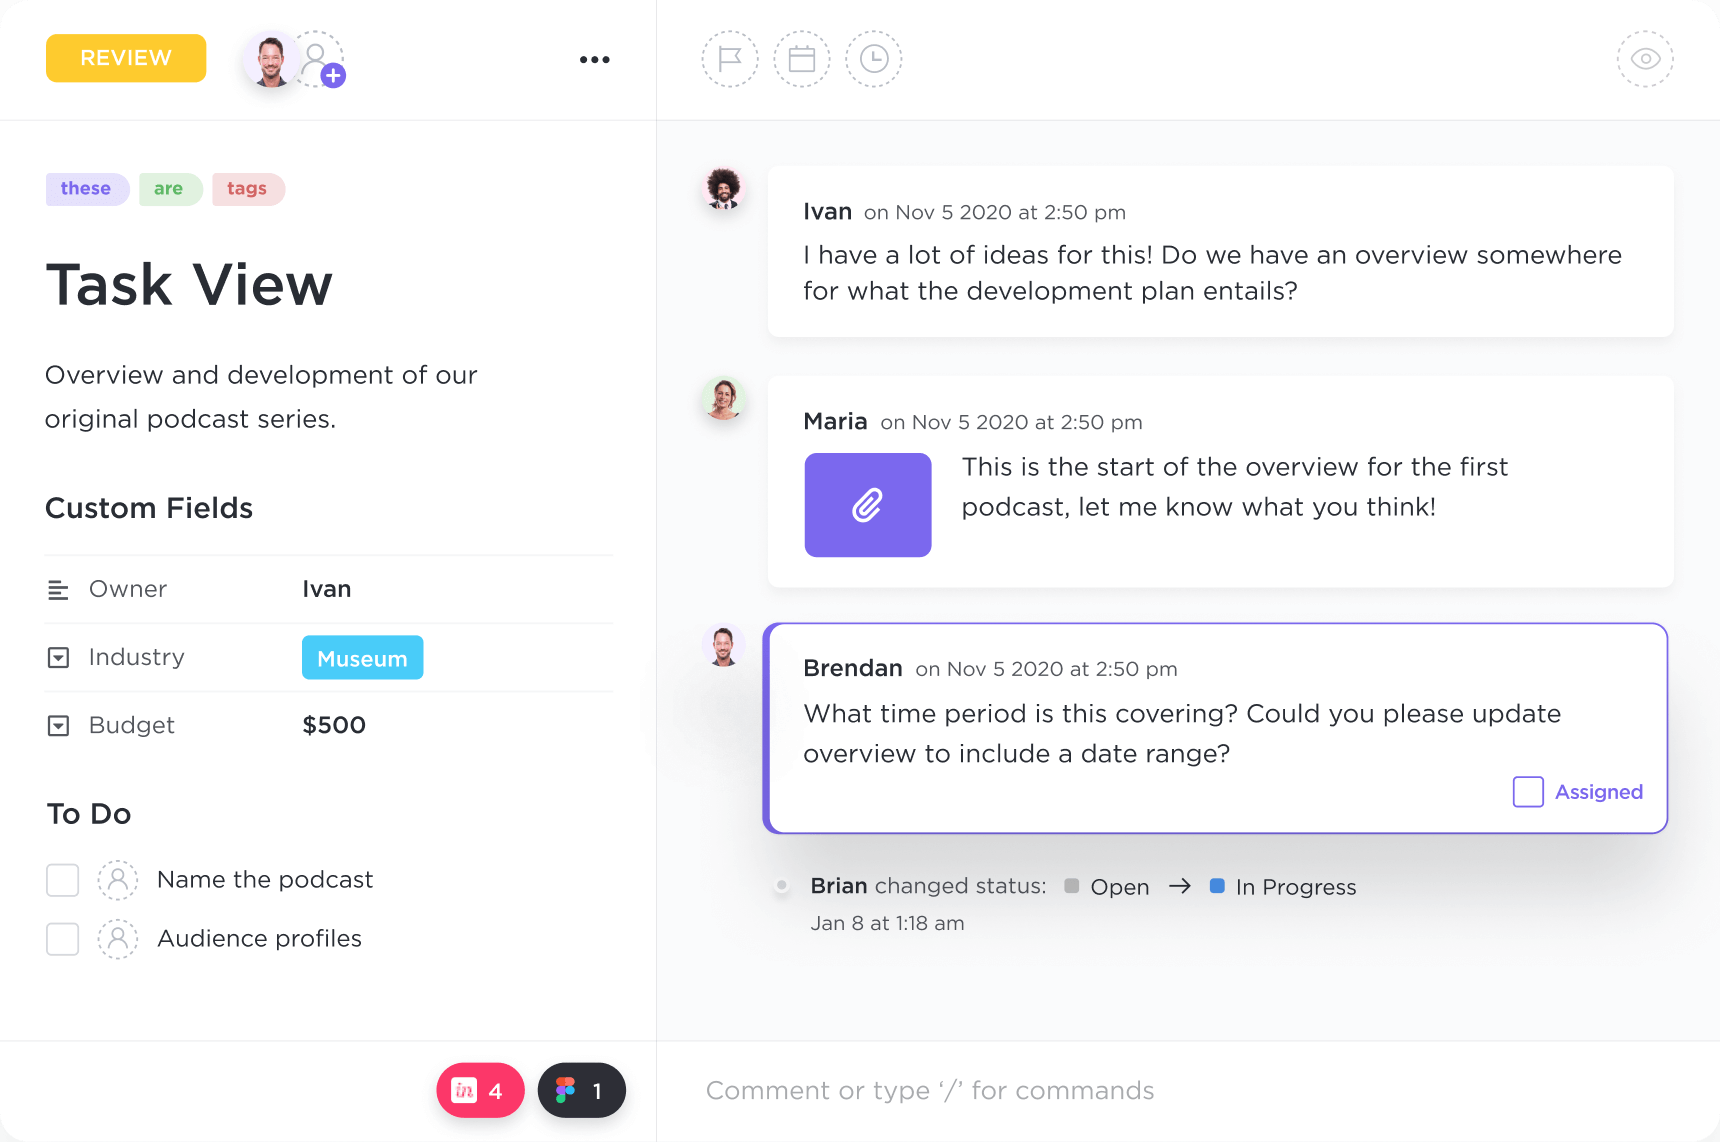 REVIEW
these are tags
Task View
Overview and development of our
original podcast series.
Custom Fields
Owner Ivan
Industry Museum
Budget $500
To Do
Name the podcast
Audience profiles
in 4 1
Ivan on Nov 5 2020 at 2:50 pm
I have a lot of ideas for this! Do we have an overview somewhere
for what the development plan entails?
Maria on Nov 5 2020 at 2:50 pm
This is the start of the overview for the first
podcast, let me know what you think!
Brendan on Nov 5 2020 at 2:50 pm
What time period is this covering? Could you please update
overview to include a date range?
Assigned
Brian changed status: Open → In Progress
Jan 8 at 1:18 am
Comment or type ‘/’ for commands